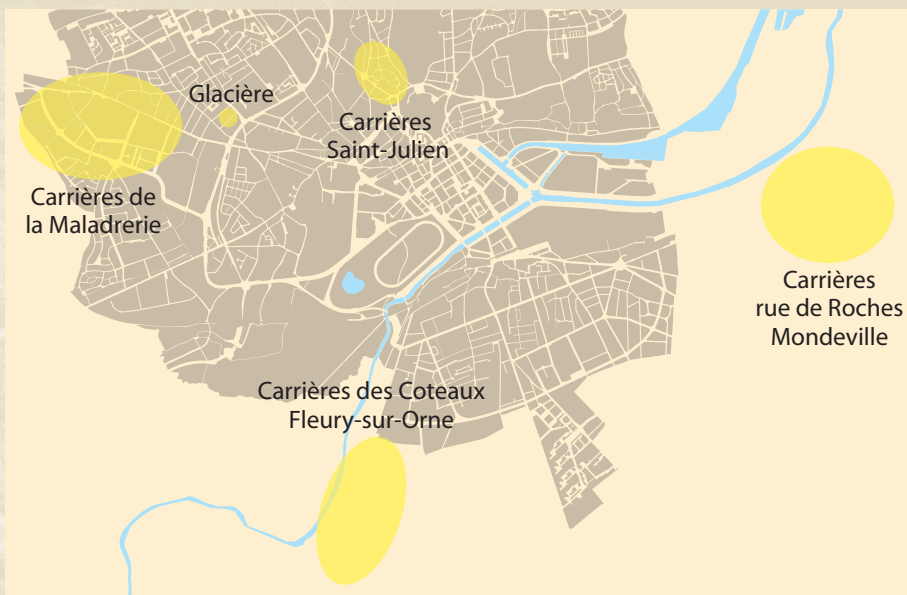 Glacière
Carrières
Saint-Julien
Carrières de
la Maladrerie
Carrières
rue de Roches
Mondeville
Carrières des Coteaux
Fleury-sur-Orne